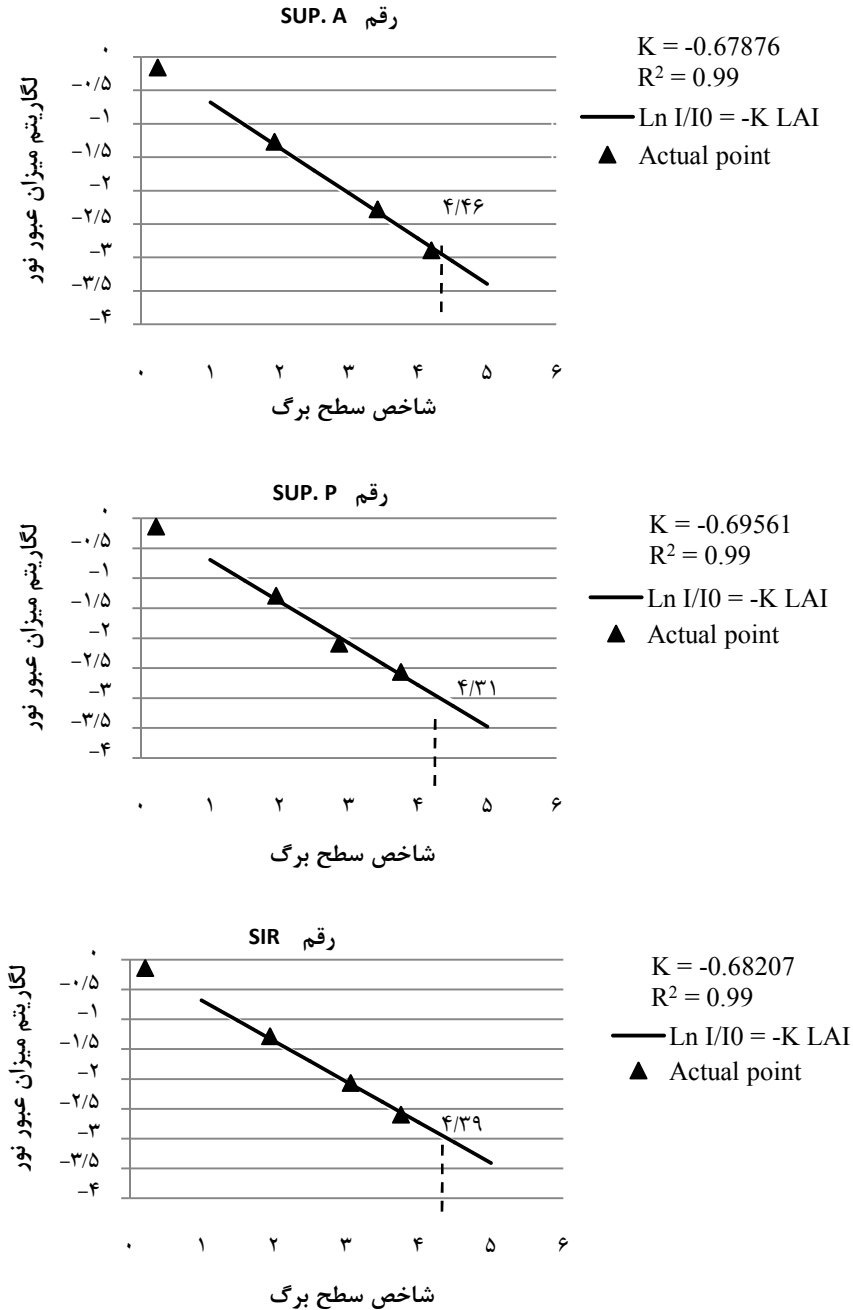 رقم SUP. A
K = -0.67876
R² = 0.99
Ln I/I0 = -K LAI
Actual point
لگاریتم میزان عبور نور
۰
-۰/۵
-۱
-۱/۵
-۲
-۲/۵
-۳
-۳/۵
-۴
۴/۴۶
۰ ۱ ۲ ۳ ۴ ۵ ۶
شاخص سطح برگ
رقم SUP. P
K = -0.69561
R² = 0.99
Ln I/I0 = -K LAI
Actual point
لگاریتم میزان عبور نور
۰
-۰/۵
-۱
-۱/۵
-۲
-۲/۵
-۳
-۳/۵
-۴
۴/۳۱
۰ ۱ ۲ ۳ ۴ ۵ ۶
شاخص سطح برگ
رقم SIR
K = -0.68207
R² = 0.99
Ln I/I0 = -K LAI
Actual point
لگاریتم میزان عبور نور
۰
-۰/۵
-۱
-۱/۵
-۲
-۲/۵
-۳
-۳/۵
-۴
۴/۳۹
۰ ۱ ۲ ۳ ۴ ۵ ۶
شاخص سطح برگ